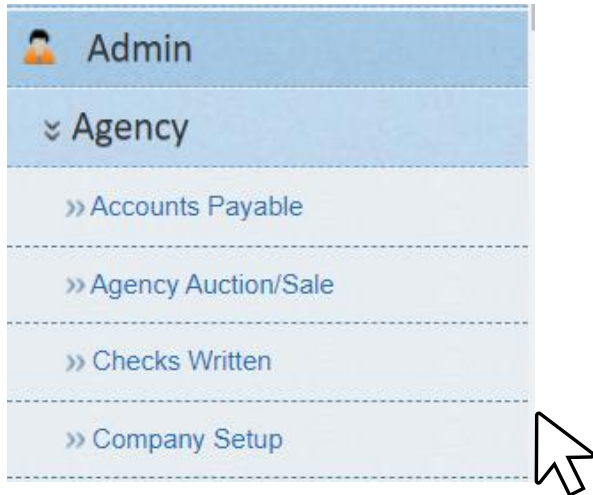 Admin
Agency
Accounts Payable
Agency Auction/Sale
Checks Written
Company Setup